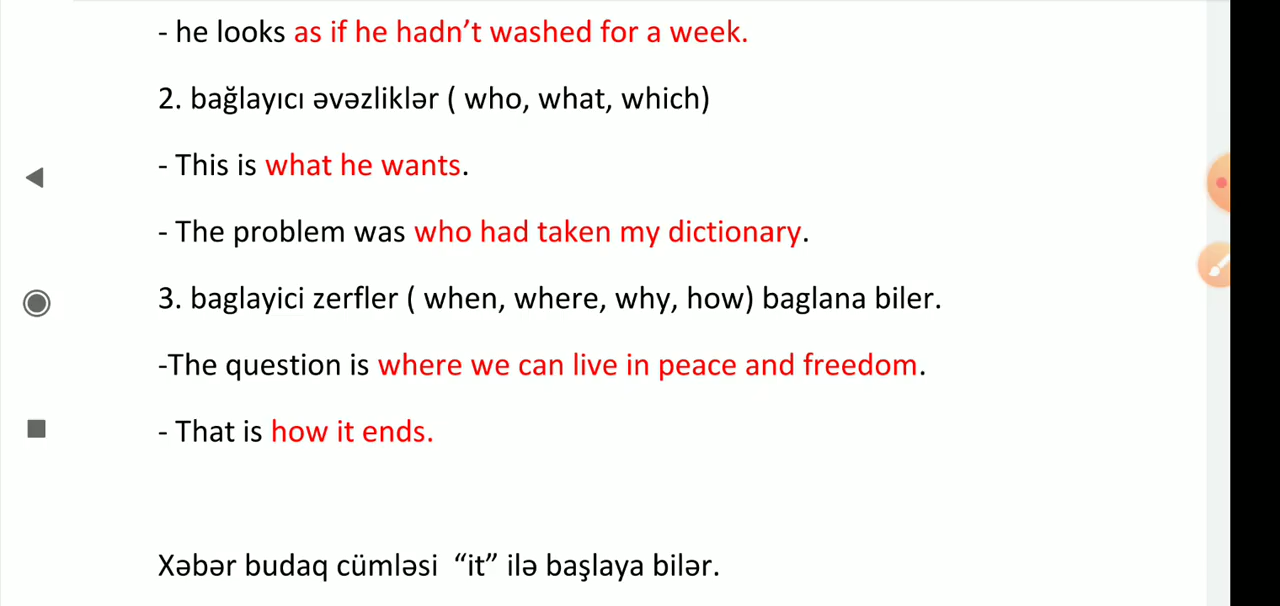 - he looks as if he hadn’t washed for a week.
2. bağlayıcı əvəzliklər ( who, what, which)
- This is what he wants.
- The problem was who had taken my dictionary.
3. baglayici zerfler ( when, where, why, how) baglana biler.
-The question is where we can live in peace and freedom.
- That is how it ends.
Xəbər budaq cümləsi “it” ilə başlaya bilər.